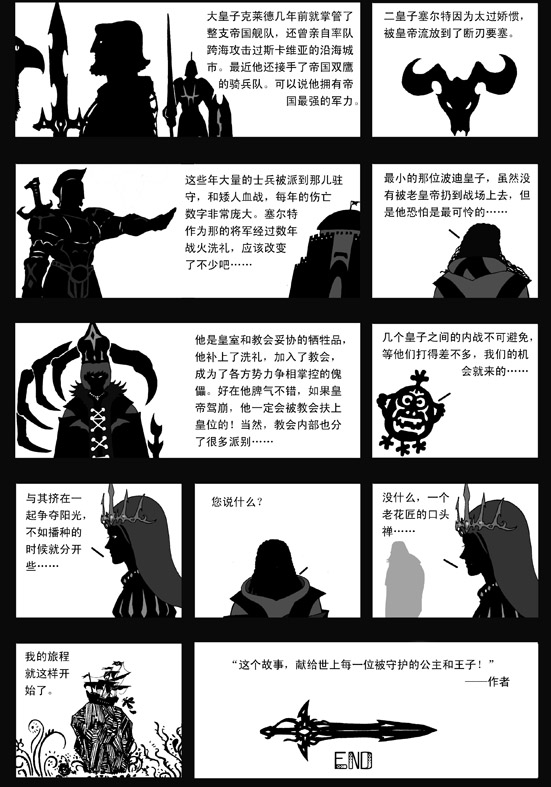 大皇子克莱德几年前就掌管了
整支帝国舰队，还曾亲自率队
跨海攻击过斯卡维亚的沿海城
市。最近他还接手了帝国双鹰
的骑兵队。可以说他拥有帝
国最强的军力。
二皇子塞尔特因为太过娇惯，
被皇帝流放到了断刃要塞。
这些年大量的士兵被派到那儿驻
守，和矮人血战，每年的伤亡
数字非常庞大。塞尔特
作为那的将军经过数年
战火洗礼，应该改变
了不少吧……
最小的那位波迪皇子，虽然没
有被老皇帝扔到战场上去，但
是他恐怕是最可怜的……
他是皇室和教会妥协的牺牲品，
他补上了洗礼，加入了教会，
成为了各方势力争相掌控的傀
儡。好在他脾气不错，如果皇
帝驾崩，他一定会被教会扶上
皇位的！当然，教会内部也分
了很多派别……
几个皇子之间的内战不可避免，
等他们打得差不多，我们的机
会就来的……
与其挤在一
起争夺阳光，
不如播种的
时候就分开
些……
您说什么？
没什么，一个
老花匠的口头
禅……
我的旅程
就这样开
始了。
“这个故事，献给世上每一位被守护的公主和王子！”
——作者
END